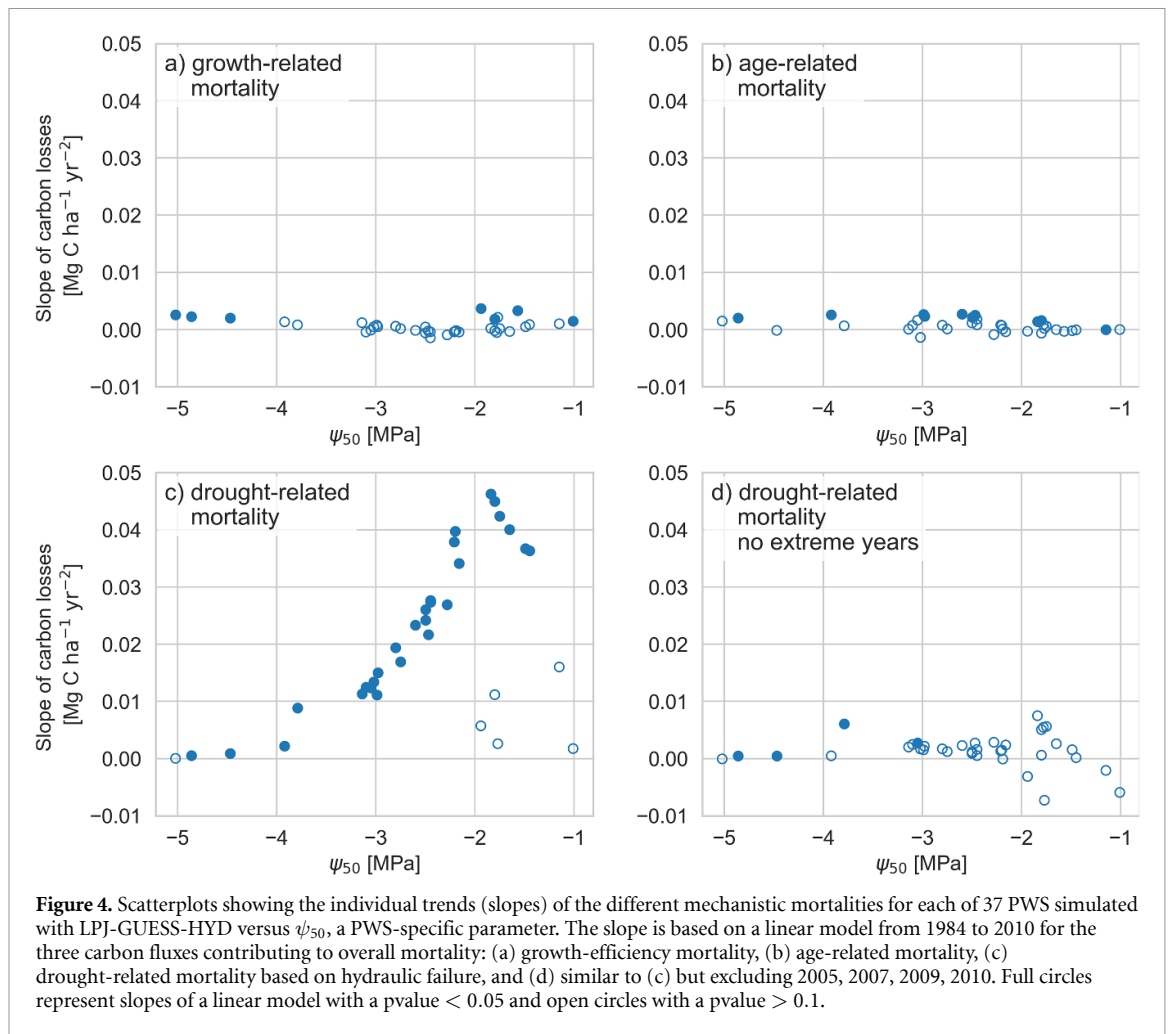 0.05
a) growth-related
mortality
0.04
0.03
0.02
0.01
0.00
−0.01
Slope of carbon losses
[Mg C ha⁻¹ yr⁻²]
−5 −4 −3 −2 −1
ψ50 [MPa]
0.05
b) age-related
mortality
0.04
0.03
0.02
0.01
0.00
−0.01
−5 −4 −3 −2 −1
ψ50 [MPa]
0.05
c) drought-related
mortality
0.04
0.03
0.02
0.01
0.00
−0.01
Slope of carbon losses
[Mg C ha⁻¹ yr⁻²]
−5 −4 −3 −2 −1
ψ50 [MPa]
0.05
d) drought-related
mortality
no extreme years
0.04
0.03
0.02
0.01
0.00
−0.01
−5 −4 −3 −2 −1
ψ50 [MPa]
Figure 4. Scatterplots showing the individual trends (slopes) of the different mechanistic mortalities for each of 37 PWS simulated
with LPJ-GUESS-HYD versus ψ50, a PWS-specific parameter. The slope is based on a linear model from 1984 to 2010 for the
three carbon fluxes contributing to overall mortality: (a) growth-efficiency mortality, (b) age-related mortality, (c)
drought-related mortality based on hydraulic failure, and (d) similar to (c) but excluding 2005, 2007, 2009, 2010. Full circles
represent slopes of a linear model with a pvalue < 0.05 and open circles with a pvalue > 0.1.